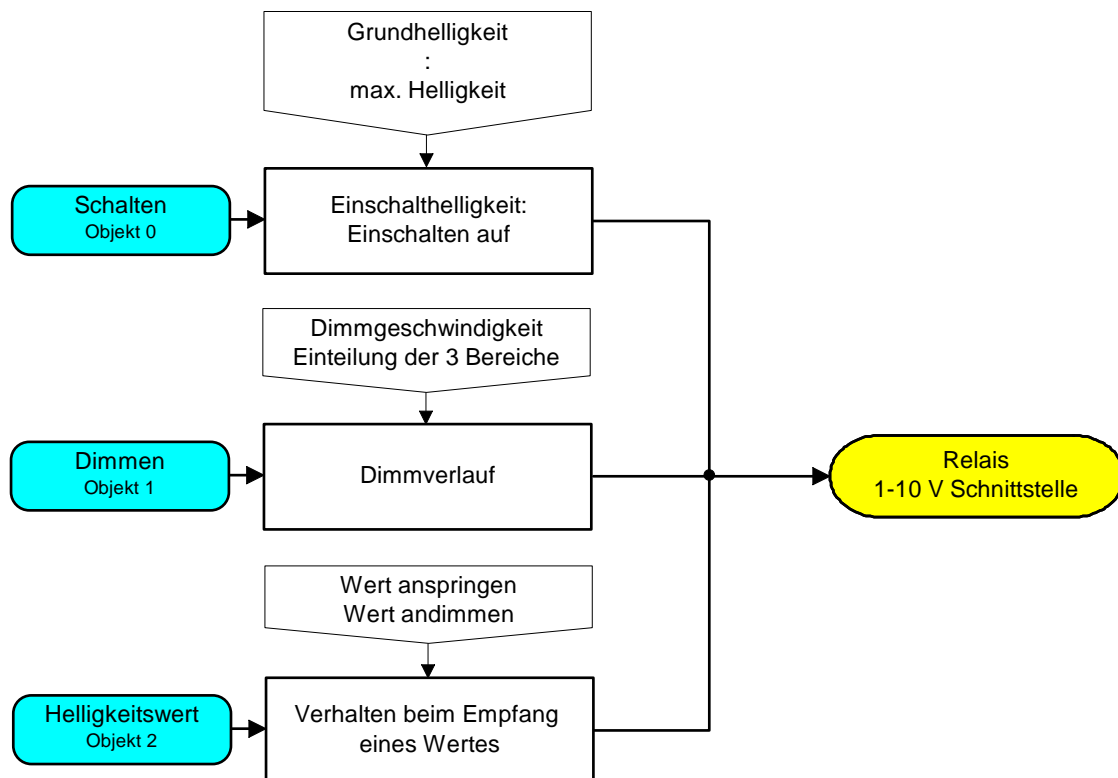 Grundhelligkeit
:
max. Helligkeit
Schalten
Objekt 0
Einschalthelligkeit:
Einschalten auf
Dimmgeschwindigkeit
Einteilung der 3 Bereiche
Dimmen
Objekt 1
Dimmverlauf
Relais
1-10 V Schnittstelle
Wert anspringen
Wert andimmen
Helligkeitswert
Objekt 2
Verhalten beim Empfang
eines Wertes